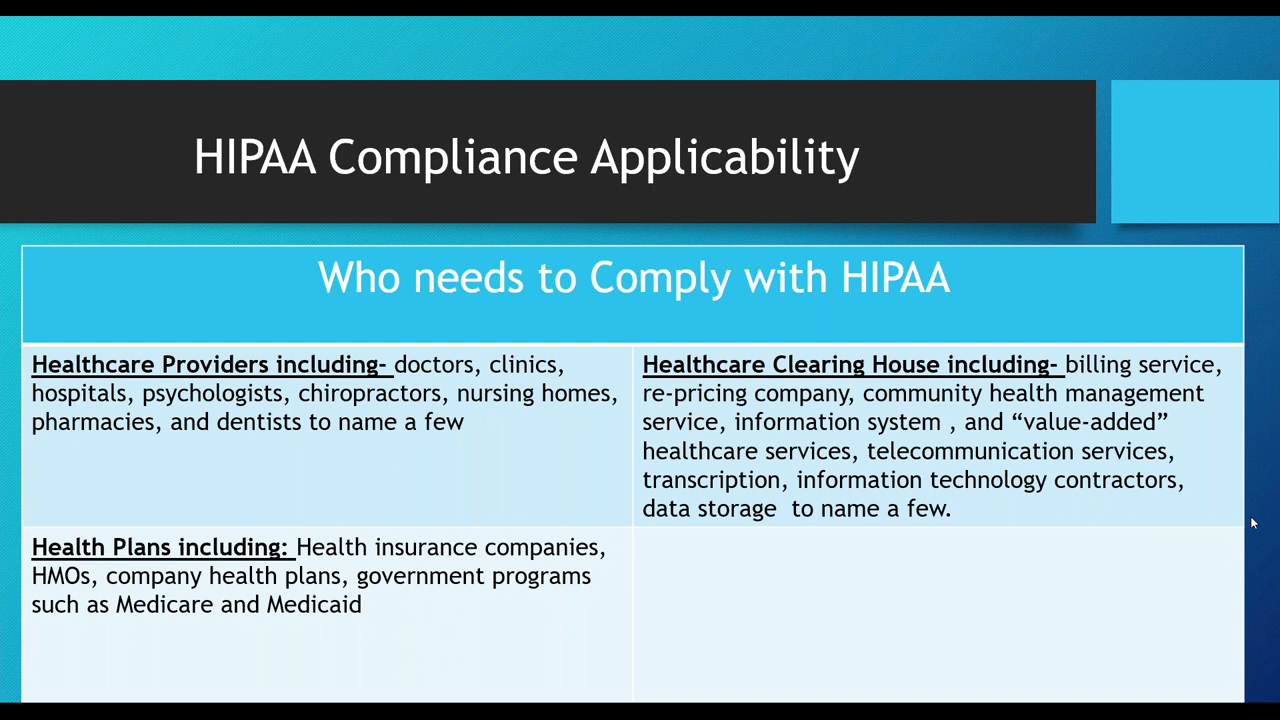 HIPAA Compliance Applicability
Who needs to Comply with HIPAA
Healthcare Providers including- doctors, clinics,
hospitals, psychologists, chiropractors, nursing homes,
pharmacies, and dentists to name a few
Healthcare Clearing House including- billing service,
re-pricing company, community health management
service, information system , and “value-added”
healthcare services, telecommunication services,
transcription, information technology contractors,
data storage  to name a few.
Health Plans including: Health insurance companies,
HMOs, company health plans, government programs
such as Medicare and Medicaid